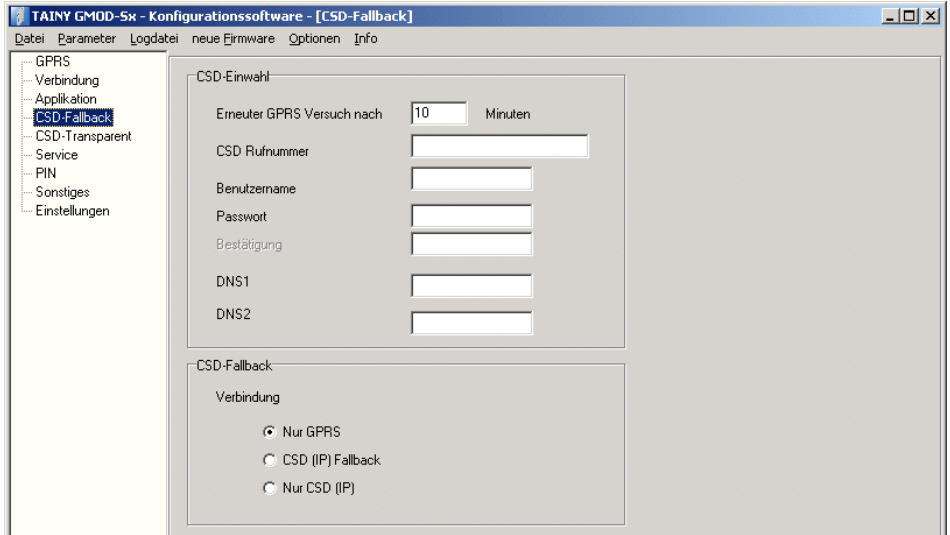 TAINY GMOD-Sx - Konfigurationssoftware - [CSD-Fallback]
Datei Parameter Logdatei neue Firmware Optionen Info
GPRS
Verbindung
Applikation
CSD-Fallback
CSD-Transparent
Service
PIN
Sonstiges
Einstellungen
CSD-Einwahl
Erneuter GPRS Versuch nach 10 Minuten
CSD Rufnummer
Benutzername
Passwort
Bestätigung
DNS1
DNS2
CSD-Fallback
Verbindung
Nur GPRS
CSD (IP) Fallback
Nur CSD (IP)